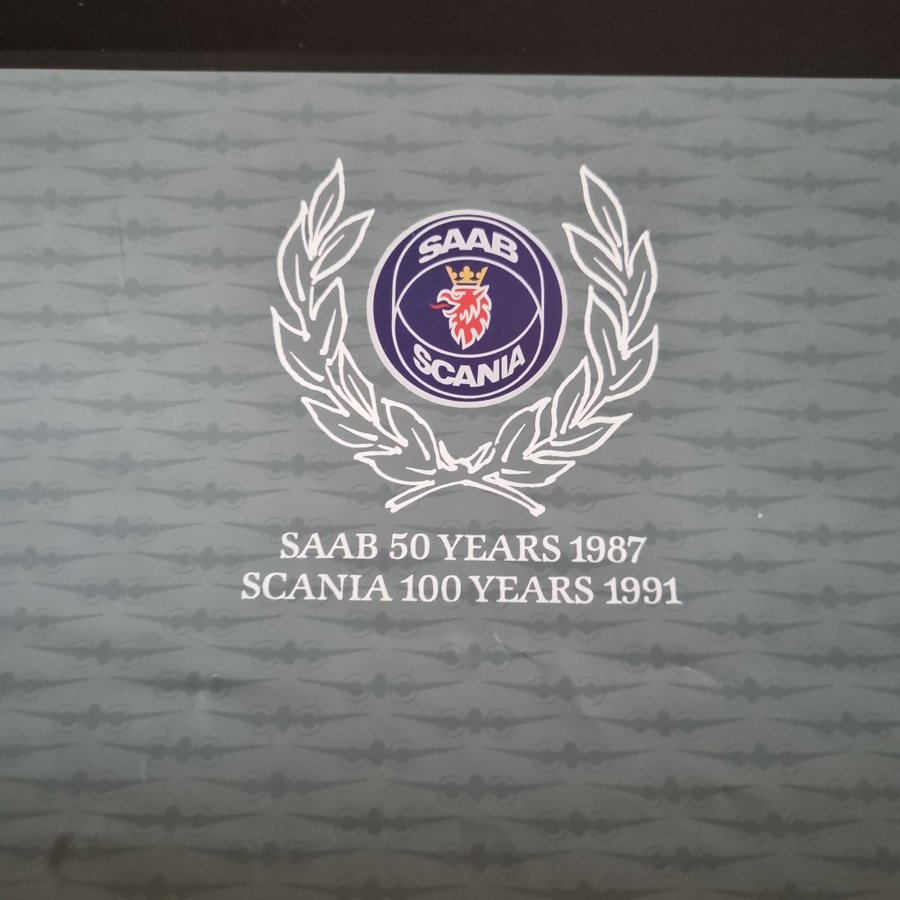 SAAB
SCANIA
SAAB 50 YEARS 1987
SCANIA 100 YEARS 1991